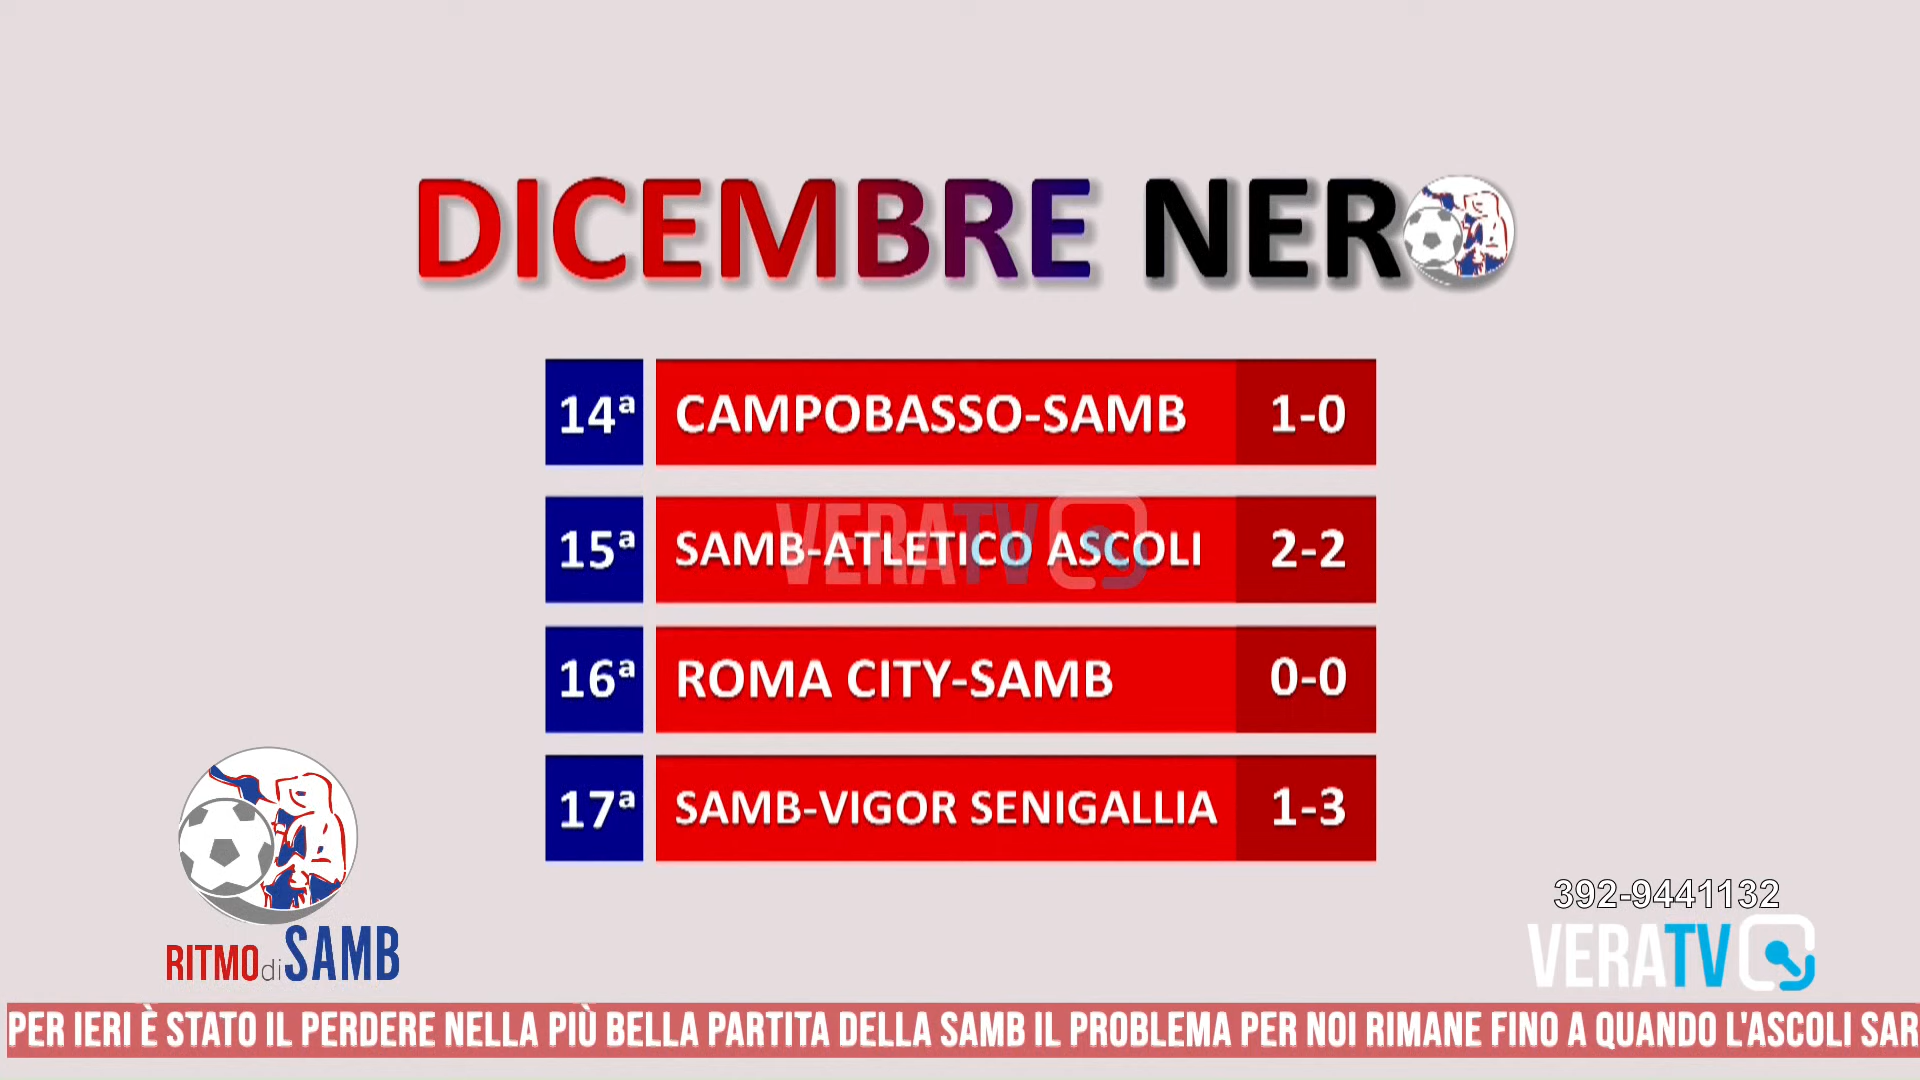 DICEMBRE NERO
14ª CAMPOBASSO-SAMB 1-0
15ª SAMB-ATLETICO ASCOLI 2-2
VERATV
16ª ROMA CITY-SAMB 0-0
17ª SAMB-VIGOR SENIGALLIA 1-3
392-9441132
VERATV
RITMO di SAMB
PER IERI È STATO IL PERDERE NELLA PIÙ BELLA PARTITA DELLA SAMB IL PROBLEMA PER NOI RIMANE FINO A QUANDO L'ASCOLI SAR